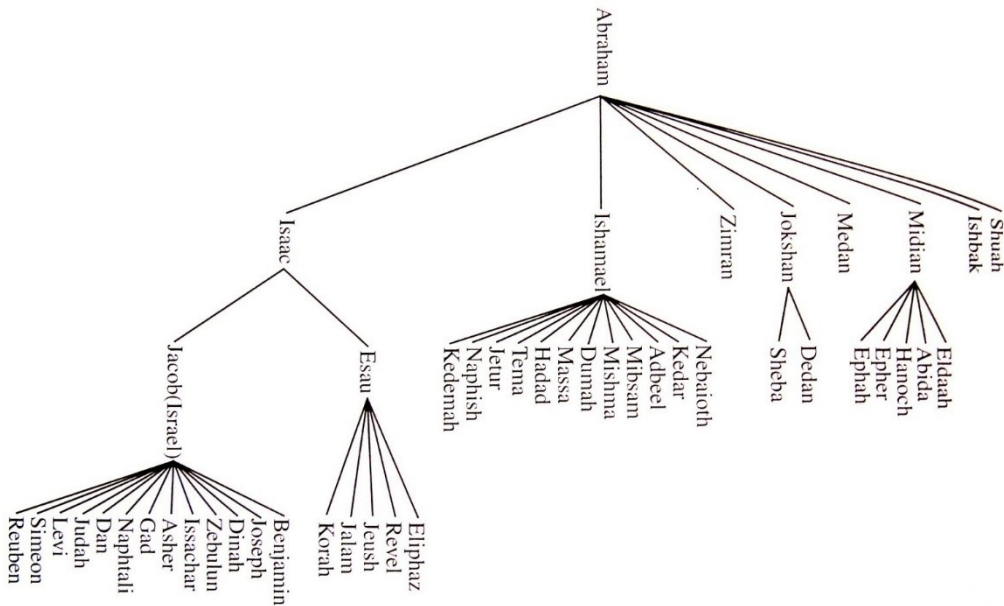 Abraham
Shuah
Ishbak
Midian
Medan
Jokshan
Zimran
Ishamael
Isaac
Eldaah
Abida
Hanoch
Epher
Ephah
Dedan
Sheba
Nebaioth
Kedar
Adbeel
Mibsam
Mishma
Dumah
Massa
Hadad
Tema
Jetur
Naphish
Kedemah
Esau
Jacob(Israel)
Eliphaz
Revel
Jeush
Jalam
Korah
Benjamin
Joseph
Dinah
Zebulun
Issachar
Asher
Gad
Naphtali
Dan
Judah
Levi
Simeon
Reuben